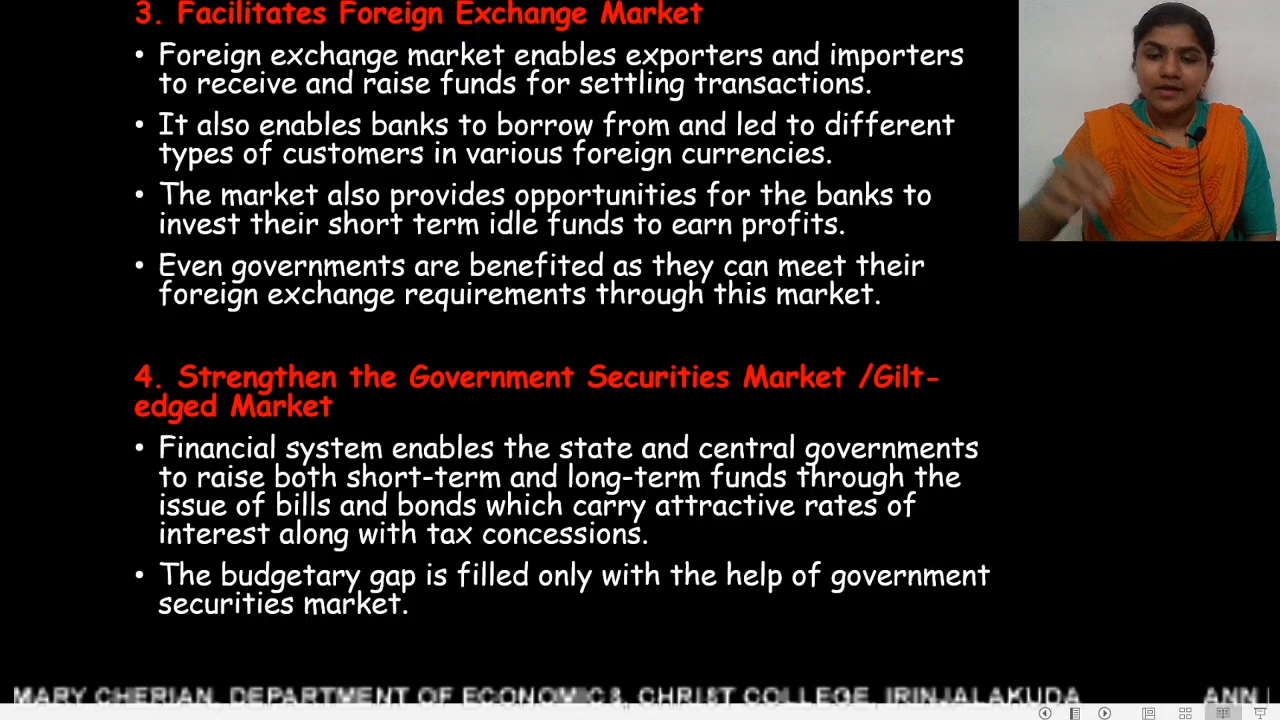 3. Facilitates Foreign Exchange Market
• Foreign exchange market enables exporters and importers
to receive and raise funds for settling transactions.
• It also enables banks to borrow from and led to different
types of customers in various foreign currencies.
• The market also provides opportunities for the banks to
invest their short term idle funds to earn profits.
• Even governments are benefited as they can meet their
foreign exchange requirements through this market.
4. Strengthen the Government Securities Market /Gilt-
edged Market
• Financial system enables the state and central governments
to raise both short-term and long-term funds through the
issue of bills and bonds which carry attractive rates of
interest along with tax concessions.
• The budgetary gap is filled only with the help of government
securities market.
MARY CHERIAN, DEPARTMENT OF ECONOMICS, CHRIST COLLEGE, IRINJALAKUDA ANN